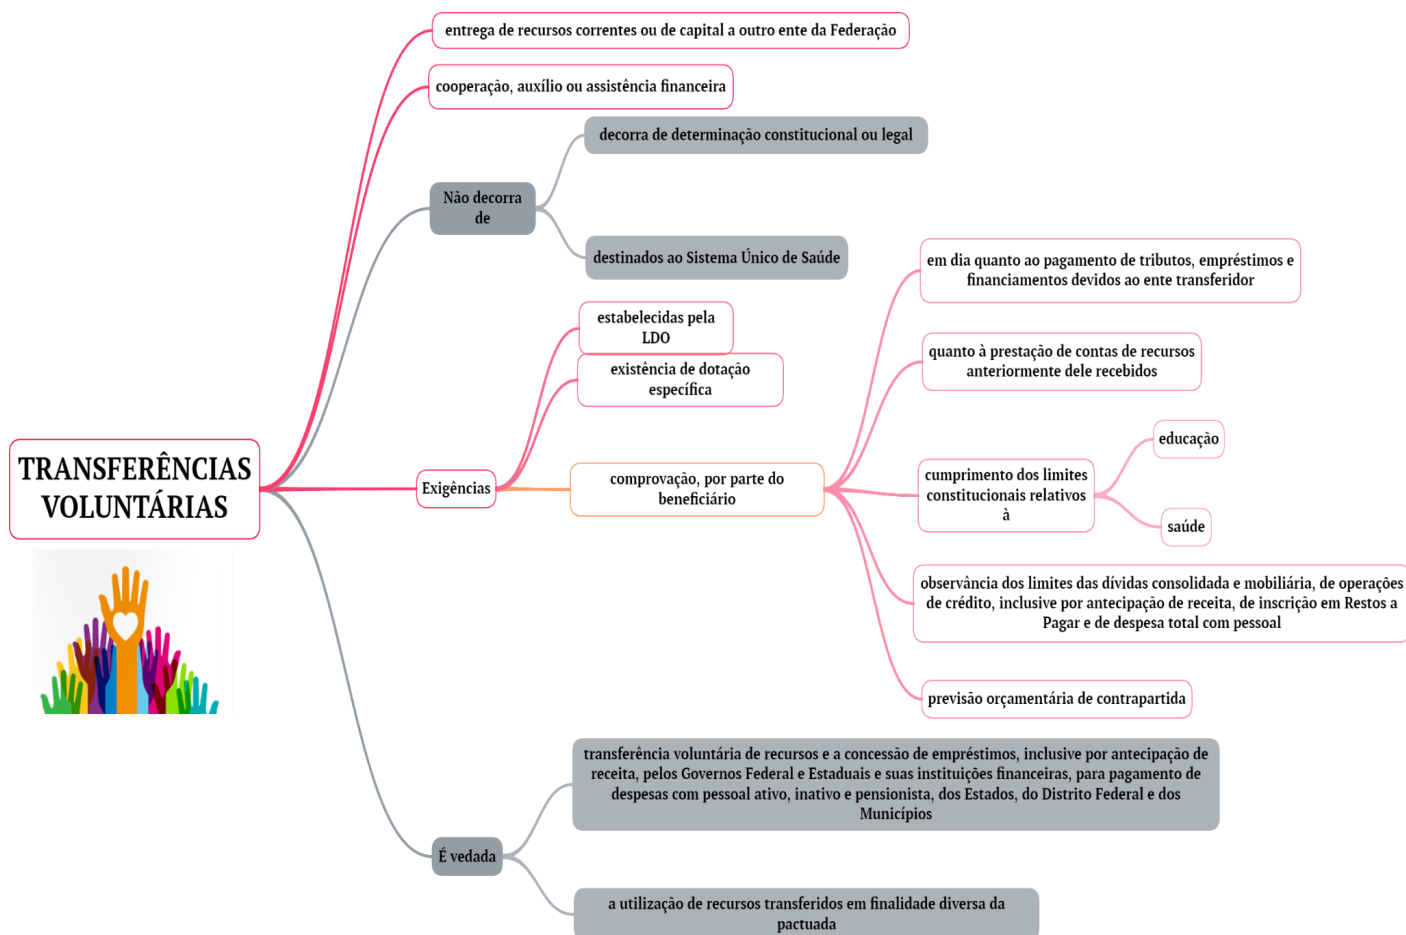 entrega de recursos correntes ou de capital a outro ente da Federação
cooperação, auxílio ou assistência financeira
decorra de determinação constitucional ou legal
Não decorra
de
destinados ao Sistema Único de Saúde
em dia quanto ao pagamento de tributos, empréstimos e
financiamentos devidos ao ente transferidor
estabelecidas pela
LDO
existência de dotação
específica
quanto à prestação de contas de recursos
anteriormente dele recebidos
TRANSFERÊNCIAS
VOLUNTÁRIAS
Exigências
comprovação, por parte do
beneficiário
cumprimento dos limites
constitucionais relativos
à
educação
saúde
observância dos limites das dívidas consolidada e mobiliária, de operações
de crédito, inclusive por antecipação de receita, de inscrição em Restos a
Pagar e de despesa total com pessoal
previsão orçamentária de contrapartida
É vedada
transferência voluntária de recursos e a concessão de empréstimos, inclusive por antecipação de
receita, pelos Governos Federal e Estaduais e suas instituições financeiras, para pagamento de
despesas com pessoal ativo, inativo e pensionista, dos Estados, do Distrito Federal e dos
Municípios
a utilização de recursos transferidos em finalidade diversa da
pactuada